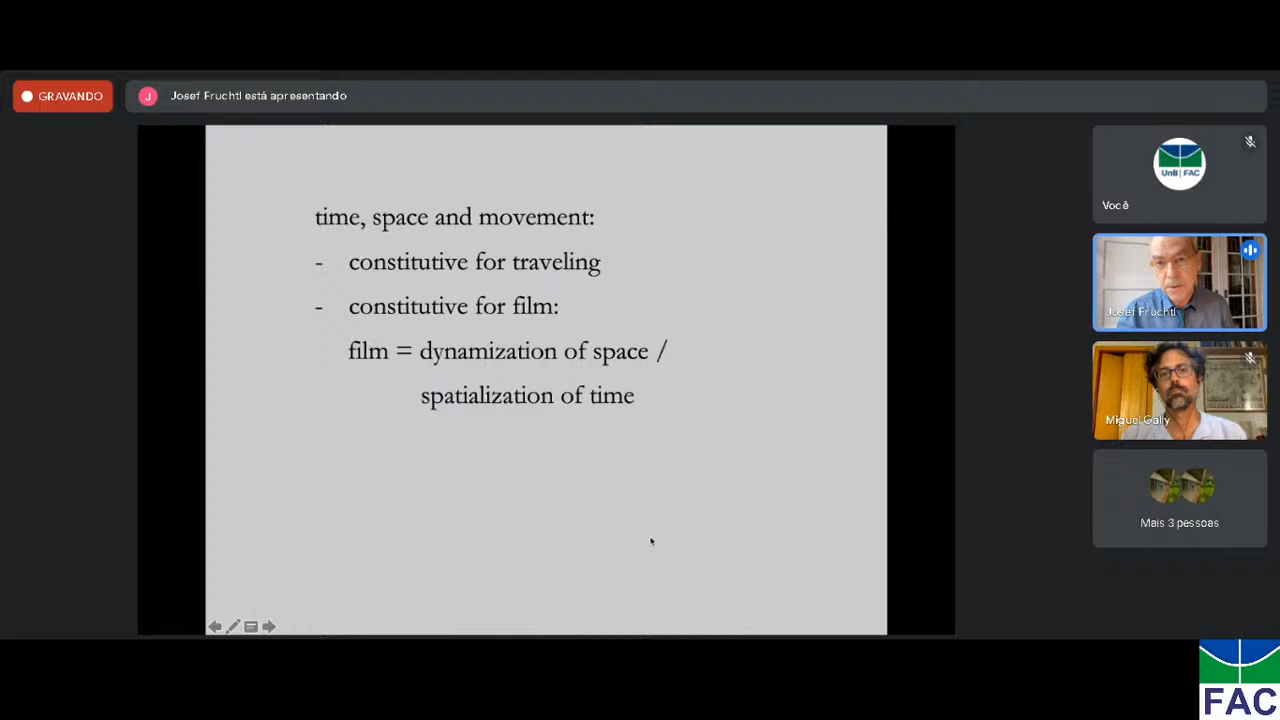 GRAVANDO
J
Josef Fruchtl está apresentando
time, space and movement:
- constitutive for traveling
- constitutive for film:
film = dynamization of space /
spatialization of time
UnB | FAC
Você
Josef Fruchtl
Miguel Gally
Mais 3 pessoas
FAC